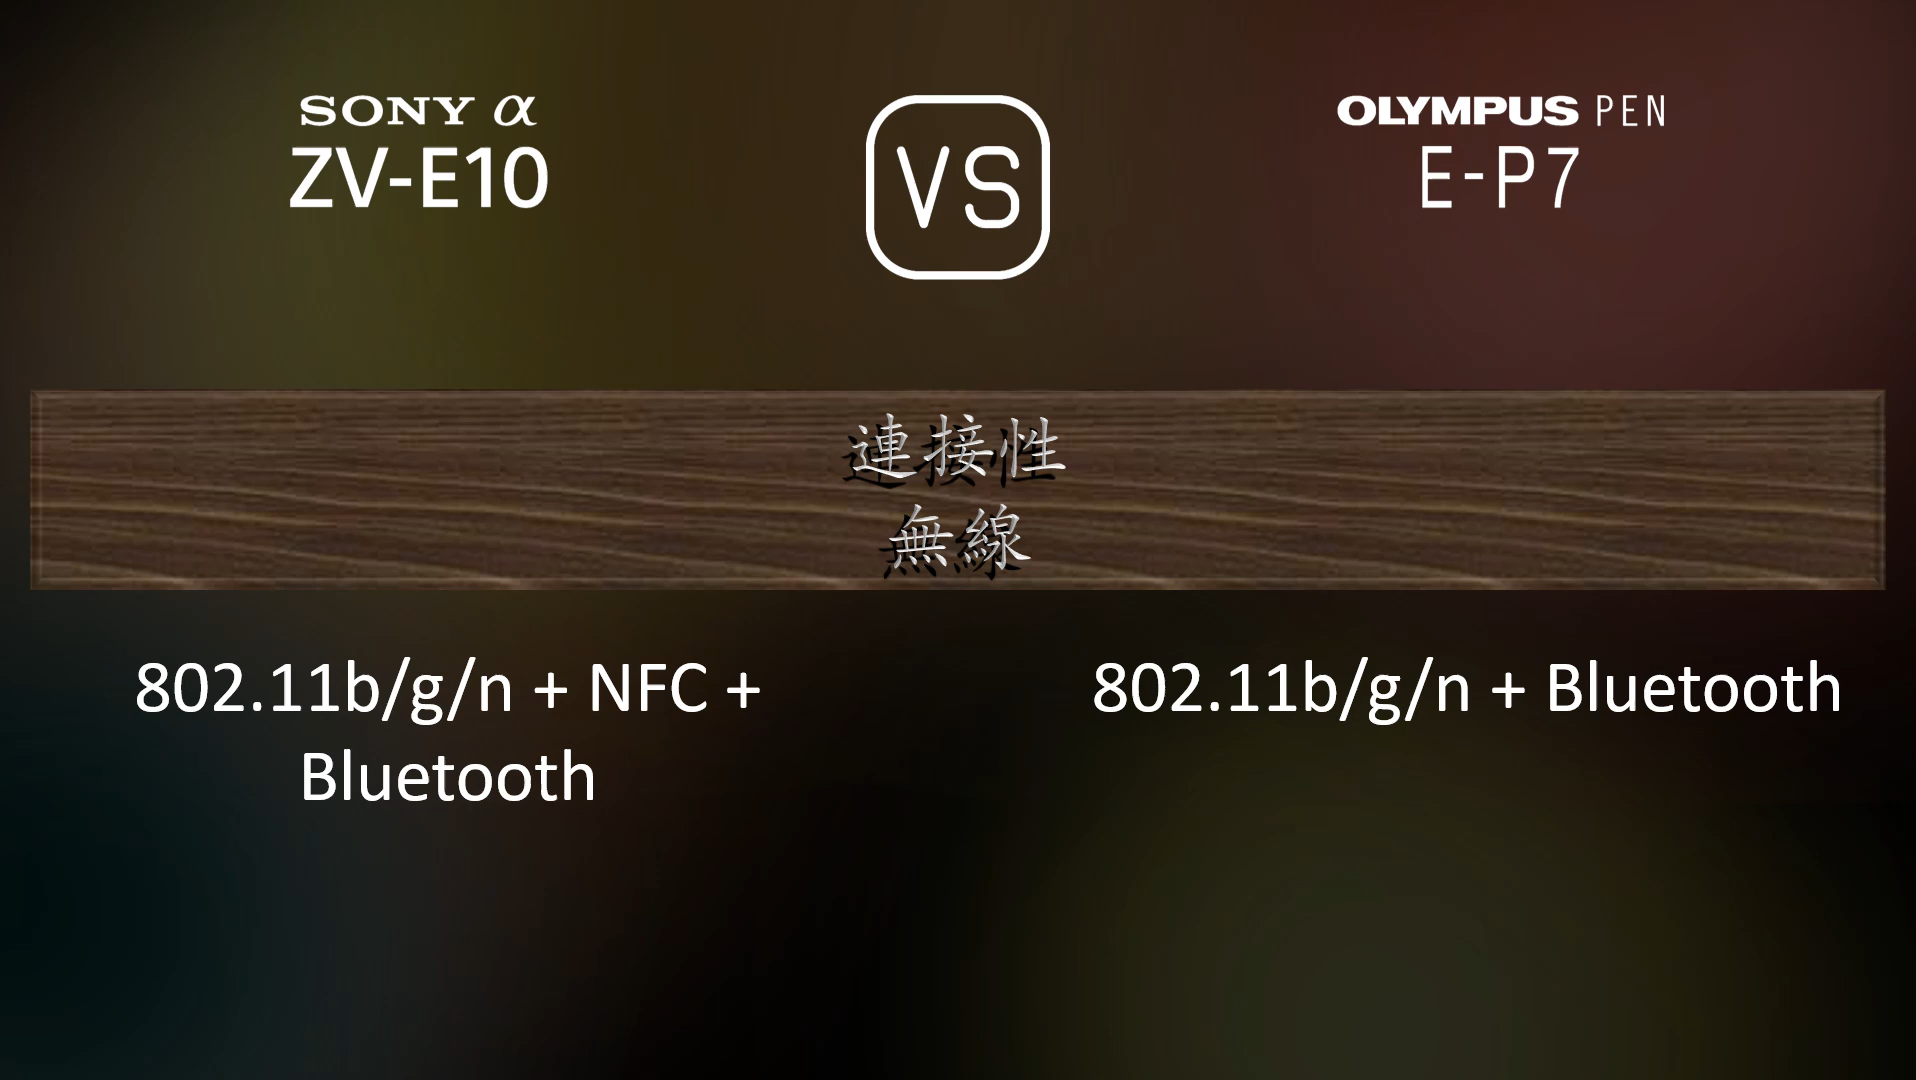 SONY α
ZV-E10
VS
OLYMPUS PEN
E-P7
連接性
無線
802.11b/g/n + NFC +
Bluetooth
802.11b/g/n + Bluetooth